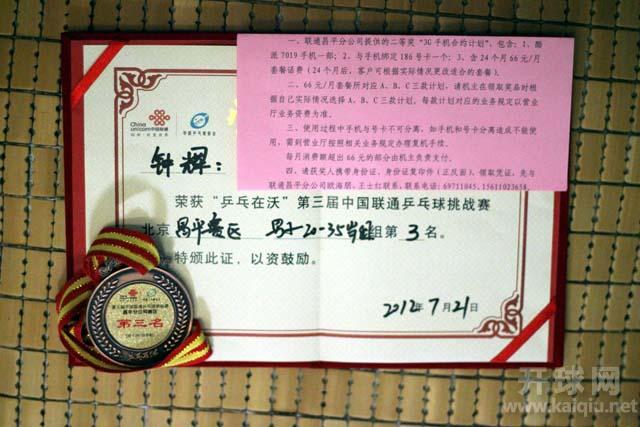 一、联通昌平分公司提供的二等奖“3G手机合约计划”,包含:1、酷
派7019手机一部;2、与手机绑定186号卡一个;3、含24个月66元/月
套餐话费(24个月后,客户可根据实际情况更改适合的套餐)。
二、66元/月套餐所对应A、B、C三款计划,请机主在领取奖品时根
据自己实际情况选择A、B、C三款计划,每款计划对应的业务规定以营业
厅业务资费为准。
三、使用过程中手机与号卡不可分离,如手机和号卡分离造成不能使
用,需到营业厅按照相关业务规定办理复机手续。
每月消费额超出66元的部分由机主负责支付。
四、请获奖人携带身份证、身份证复印件(正反面)、领取凭证,先与
联通昌平分公司欧海朋、王士红联系,联系电话:69711045、15611023658。
China
unicom中国联通
中国乒乓球协会
钟辉:
荣获“乒乓在沃”第三届中国联通乒乓球挑战赛
北京昌平赛区 男子20-35岁组组第3名。
特颁此证,以资鼓励。
2012年7月21日
昌平分公司赛区
第三名
开球网
www.kaiqiu.net